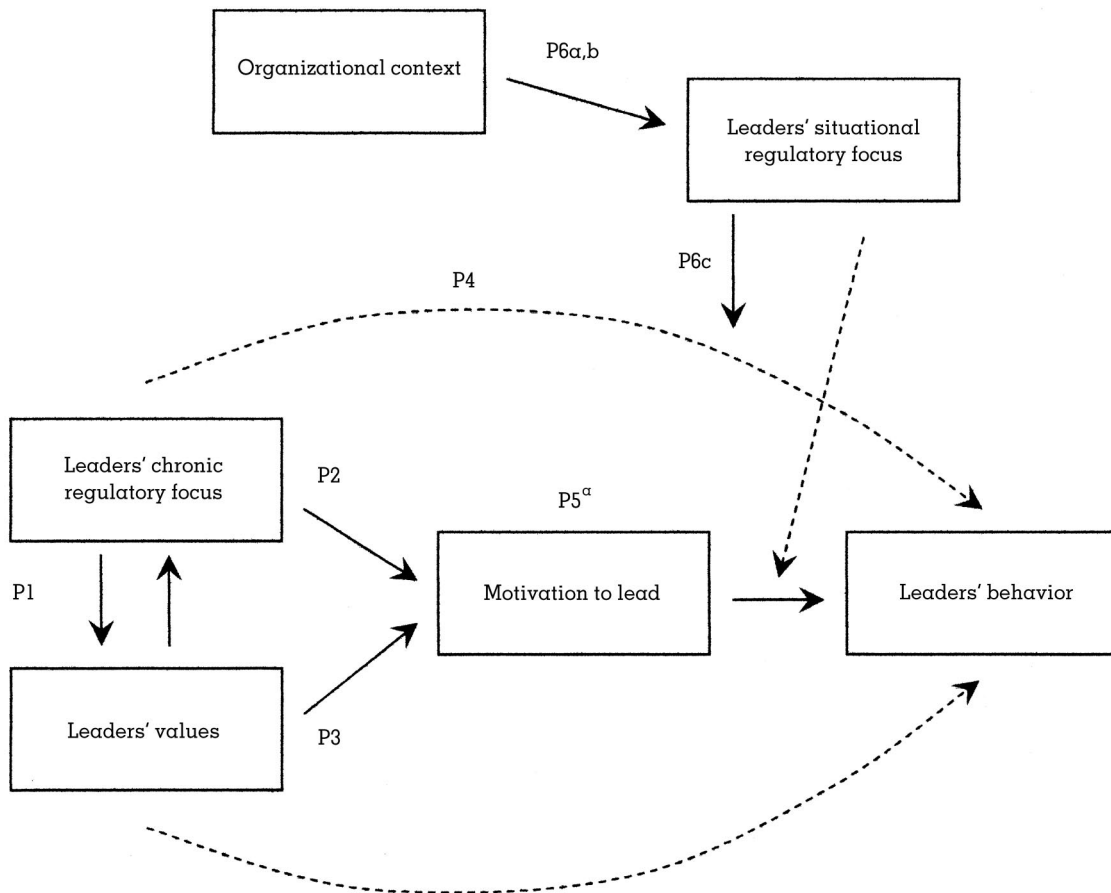 Organizational context
P6a,b
Leaders' situational
regulatory focus
P6c
P4
Leaders' chronic
regulatory focus
P2
P5ᵅ
P1
Motivation to lead
Leaders' behavior
Leaders' values
P3